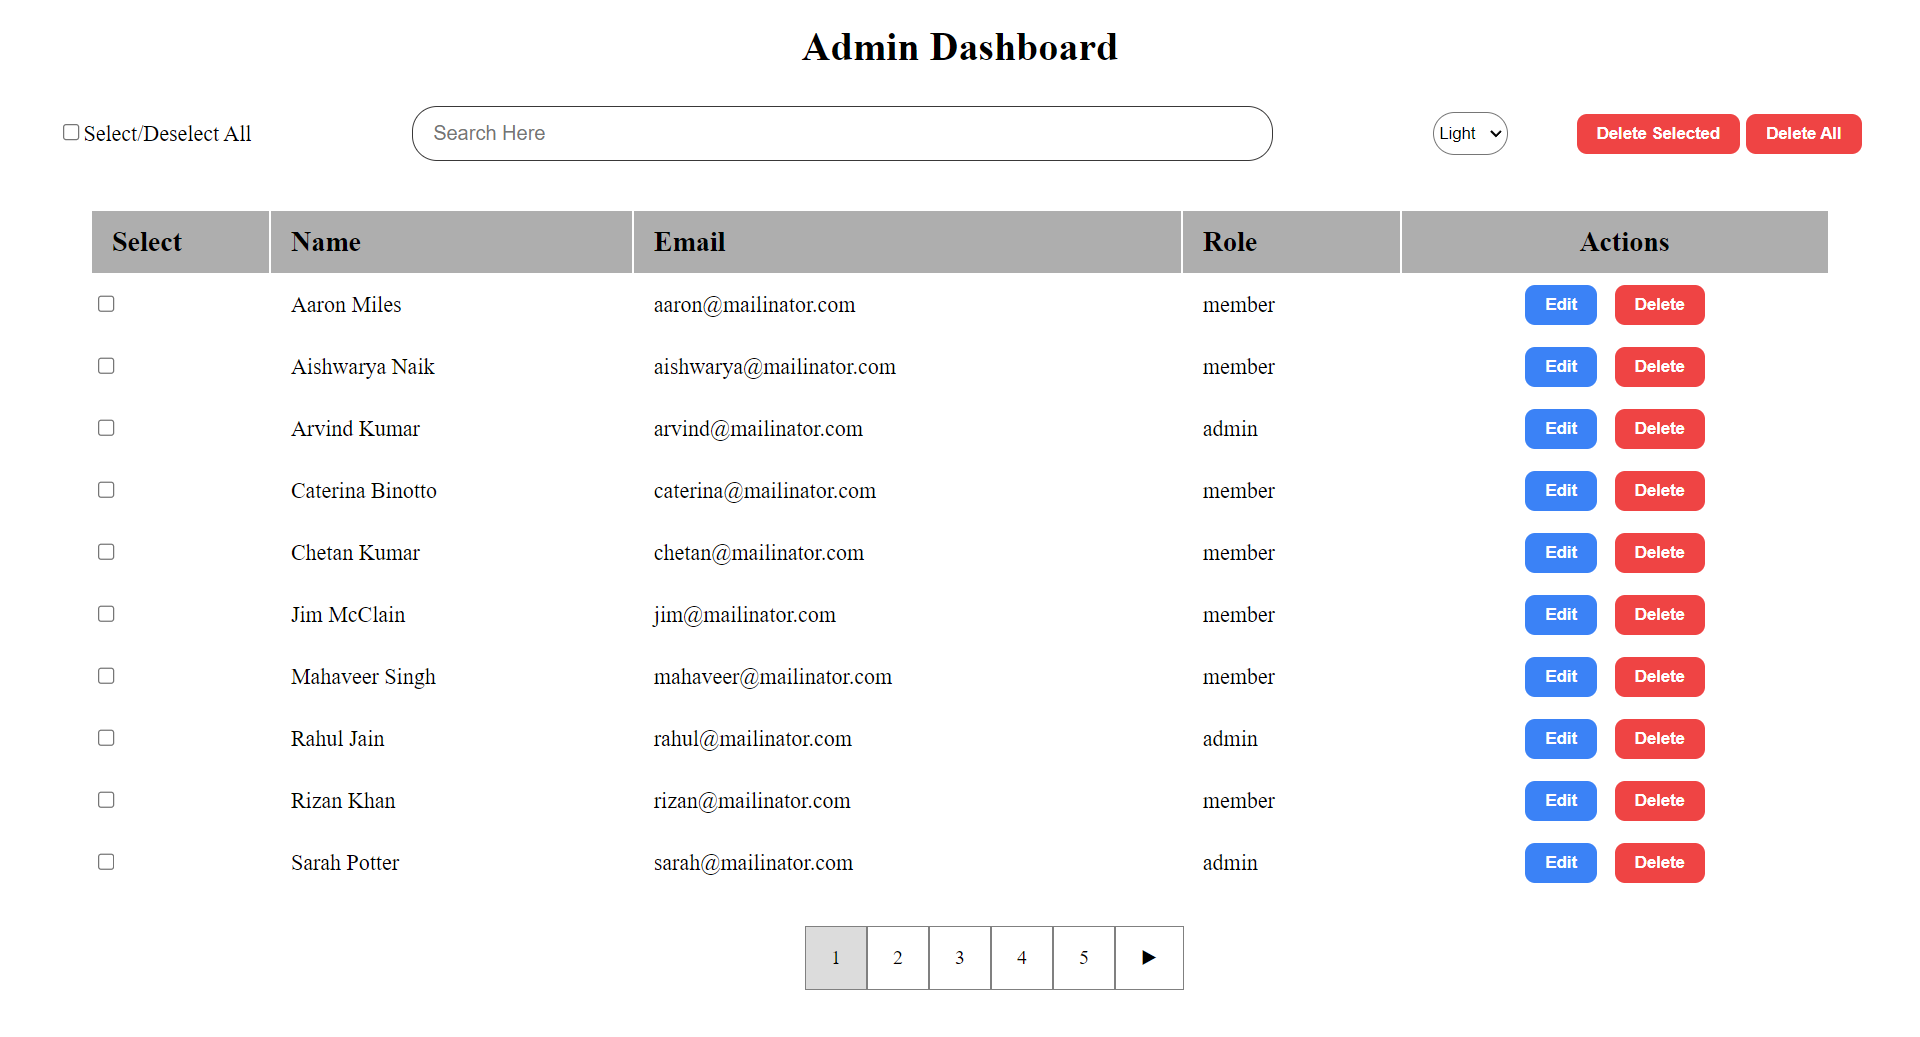 Admin Dashboard
Select/Deselect All Search Here Light Delete Selected Delete All
Select Name Email Role Actions
Aaron Miles aaron@mailinator.com member Edit Delete
Aishwarya Naik aishwarya@mailinator.com member Edit Delete
Arvind Kumar arvind@mailinator.com admin Edit Delete
Caterina Binotto caterina@mailinator.com member Edit Delete
Chetan Kumar chetan@mailinator.com member Edit Delete
Jim McClain jim@mailinator.com member Edit Delete
Mahaveer Singh mahaveer@mailinator.com member Edit Delete
Rahul Jain rahul@mailinator.com admin Edit Delete
Rizan Khan rizan@mailinator.com member Edit Delete
Sarah Potter sarah@mailinator.com admin Edit Delete
1 2 3 4 5 ►